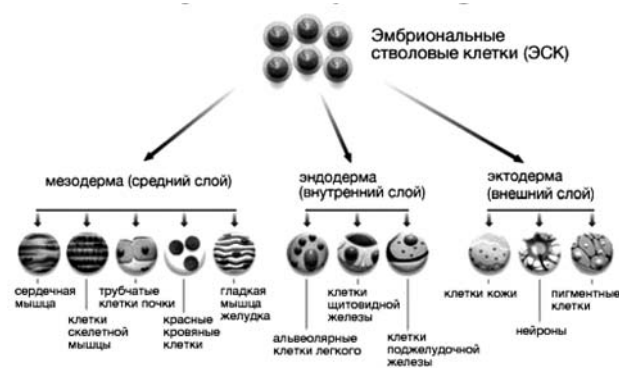 Эмбриональные
стволовые клетки (ЭСК)
мезодерма (средний слой)
эндодерма
(внутренний слой)
эктодерма
(внешний слой)
сердечная
мышца
клетки
скелетной
мышцы
трубчатые
клетки почки
красные
кровяные
клетки
гладкая
мышца
желудка
альвеолярные
клетки легкого
клетки
щитовидной
железы
клетки
поджелудочной
железы
клетки кожи
нейроны
пигментные
клетки